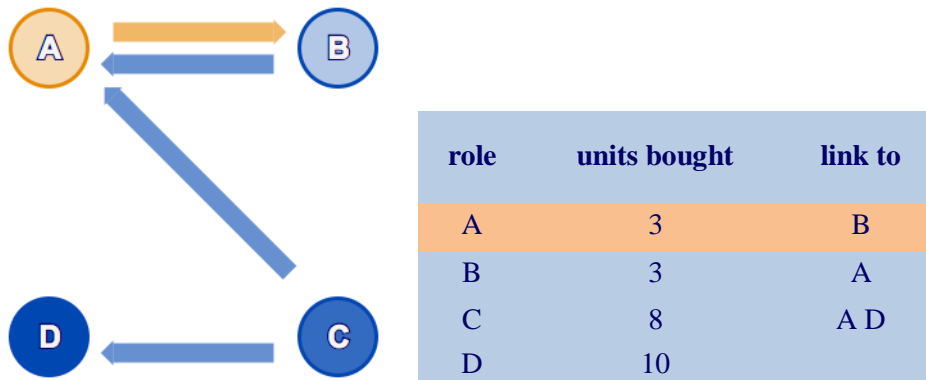 A B
D C
role units bought link to
A 3 B
B 3 A
C 8 A D
D 10